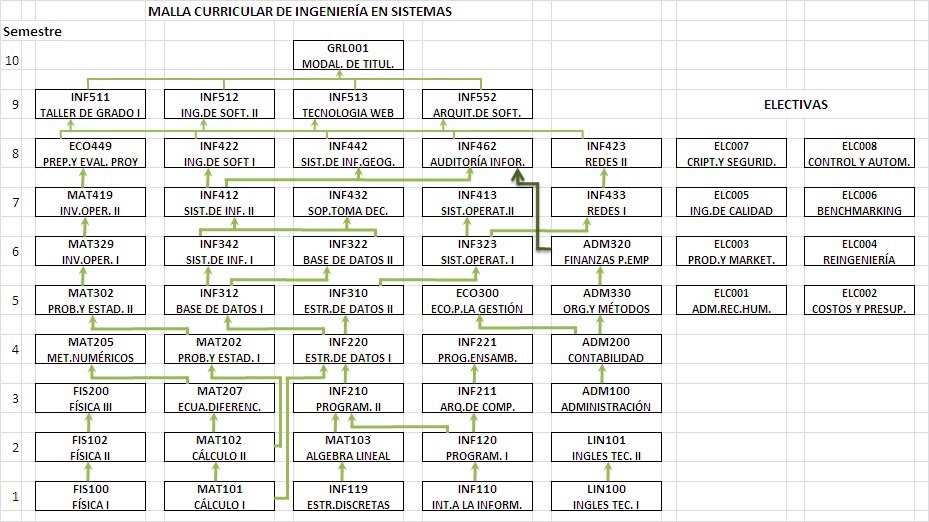 MALLA CURRICULAR DE INGENIERÍA EN SISTEMAS
Semestre
10
GRL001
MODAL. DE TITUL.
9
INF511
TALLER DE GRADO I
INF512
ING.DE SOFT. II
INF513
TECNOLOGIA WEB
INF552
ARQUIT.DE SOFT.
ELECTIVAS
8
ECO449
PREP.Y EVAL. PROY
INF422
ING.DE SOFT I
INF442
SIST.DE INF.GEOG.
INF462
AUDITORÍA INFOR.
INF423
REDES II
ELC007
CRIPT.Y SEGURID.
ELC008
CONTROL Y AUTOM.
7
MAT419
INV.OPER. II
INF412
SIST.DE INF. II
INF432
SOP.TOMA DEC.
INF413
SIST.OPERAT.II
INF433
REDES I
ELC005
ING.DE CALIDAD
ELC006
BENCHMARKING
6
MAT329
INV.OPER. I
INF342
SIST.DE INF. I
INF322
BASE DE DATOS II
INF323
SIST.OPERAT. I
ADM320
FINANZAS P.EMP
ELC003
PROD.Y MARKET.
ELC004
REINGENIERÍA
5
MAT302
PROB.Y ESTAD. II
INF312
BASE DE DATOS I
INF310
ESTR.DE DATOS II
ECO300
ECO.P.LA GESTIÓN
ADM330
ORG.Y MÉTODOS
ELC001
ADM.REC.HUM.
ELC002
COSTOS Y PRESUP.
4
MAT205
MET.NUMÉRICOS
MAT202
PROB.Y ESTAD. I
INF220
ESTR.DE DATOS I
INF221
PROG.ENSAMB.
ADM200
CONTABILIDAD
3
FIS200
FÍSICA III
MAT207
ECUA.DIFERENC.
INF210
PROGRAM. II
INF211
ARQ.DE COMP.
ADM100
ADMINISTRACIÓN
2
FIS102
FÍSICA II
MAT102
CÁLCULO II
MAT103
ALGEBRA LINEAL
INF120
PROGRAM. I
LIN101
INGLES TEC. II
1
FIS100
FÍSICA I
MAT101
CÁLCULO I
INF119
ESTR.DISCRETAS
INF110
INT.A LA INFORM.
LIN100
INGLES TEC. I